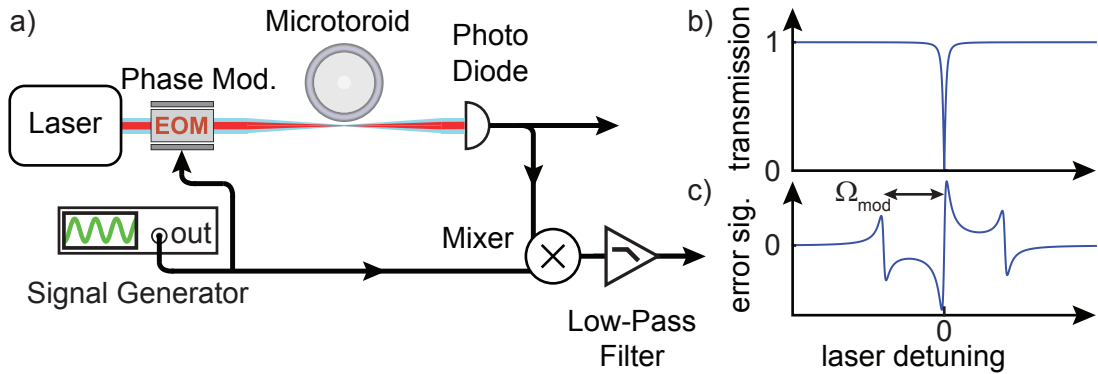 a)
Microtoroid
Photo
Diode
Phase Mod.
Laser
EOM
out
Signal Generator
Mixer
Low-Pass
Filter
b)
transmission
1
0
c)
error sig.
Ωmod
0
0
laser detuning